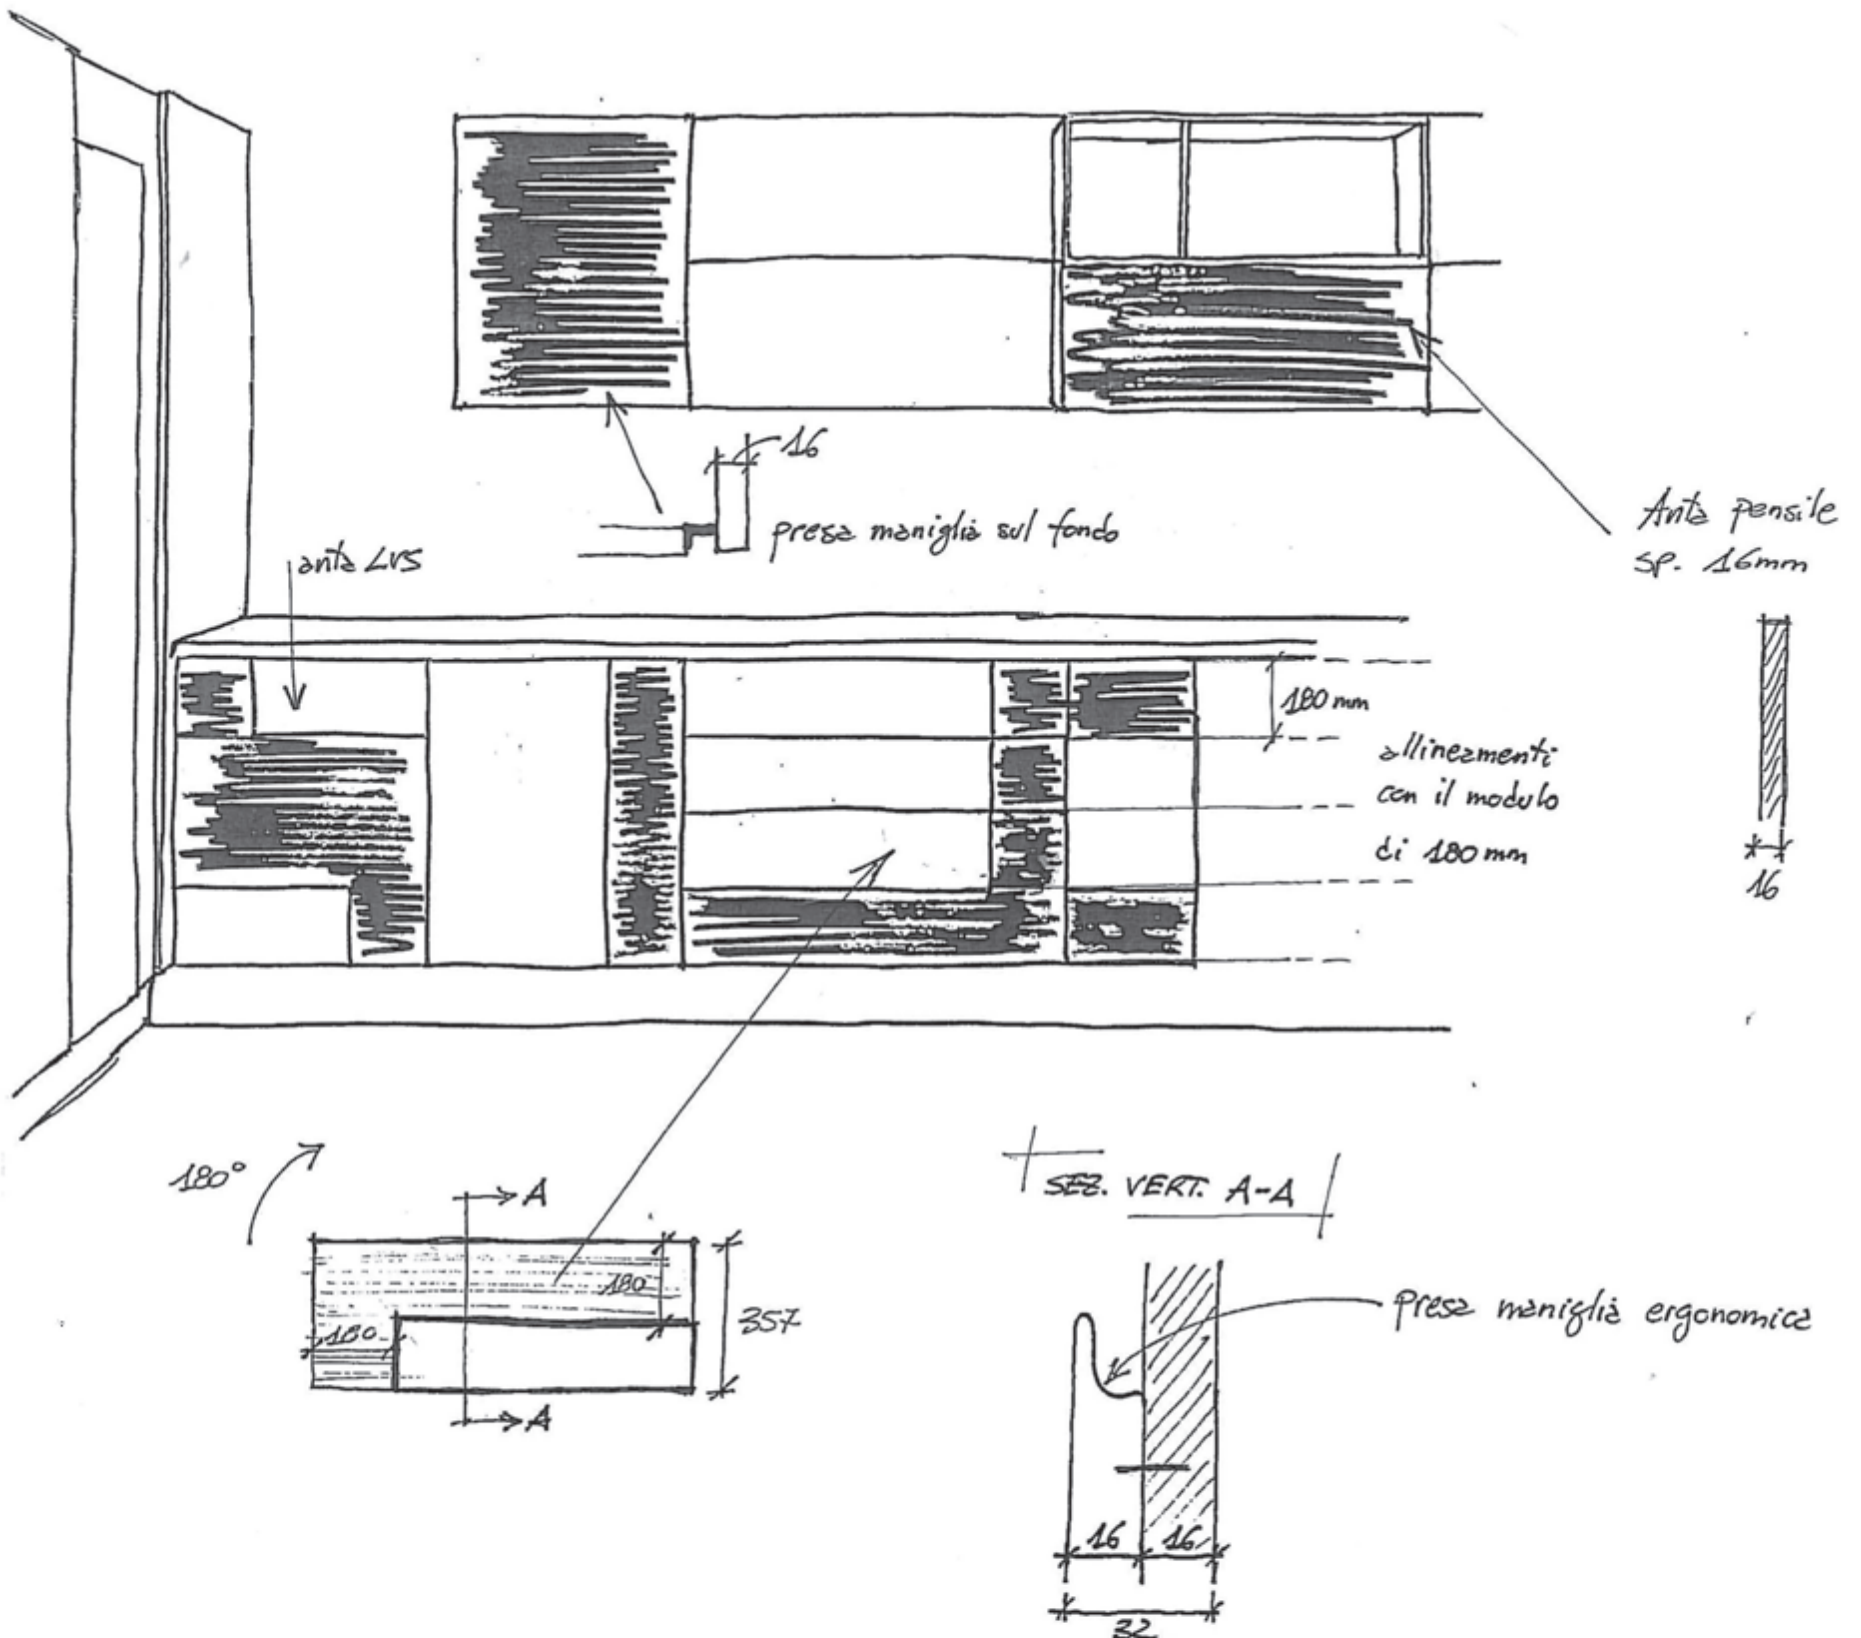 16
presa maniglia sul fondo
Anta pensile
sp. 16mm
anta LVS
180 mm
allineamenti
con il modulo
di 180 mm
16
180°
A
180
180
357
A
SEZ. VERT. A-A
presa maniglia ergonomica
16 16
32